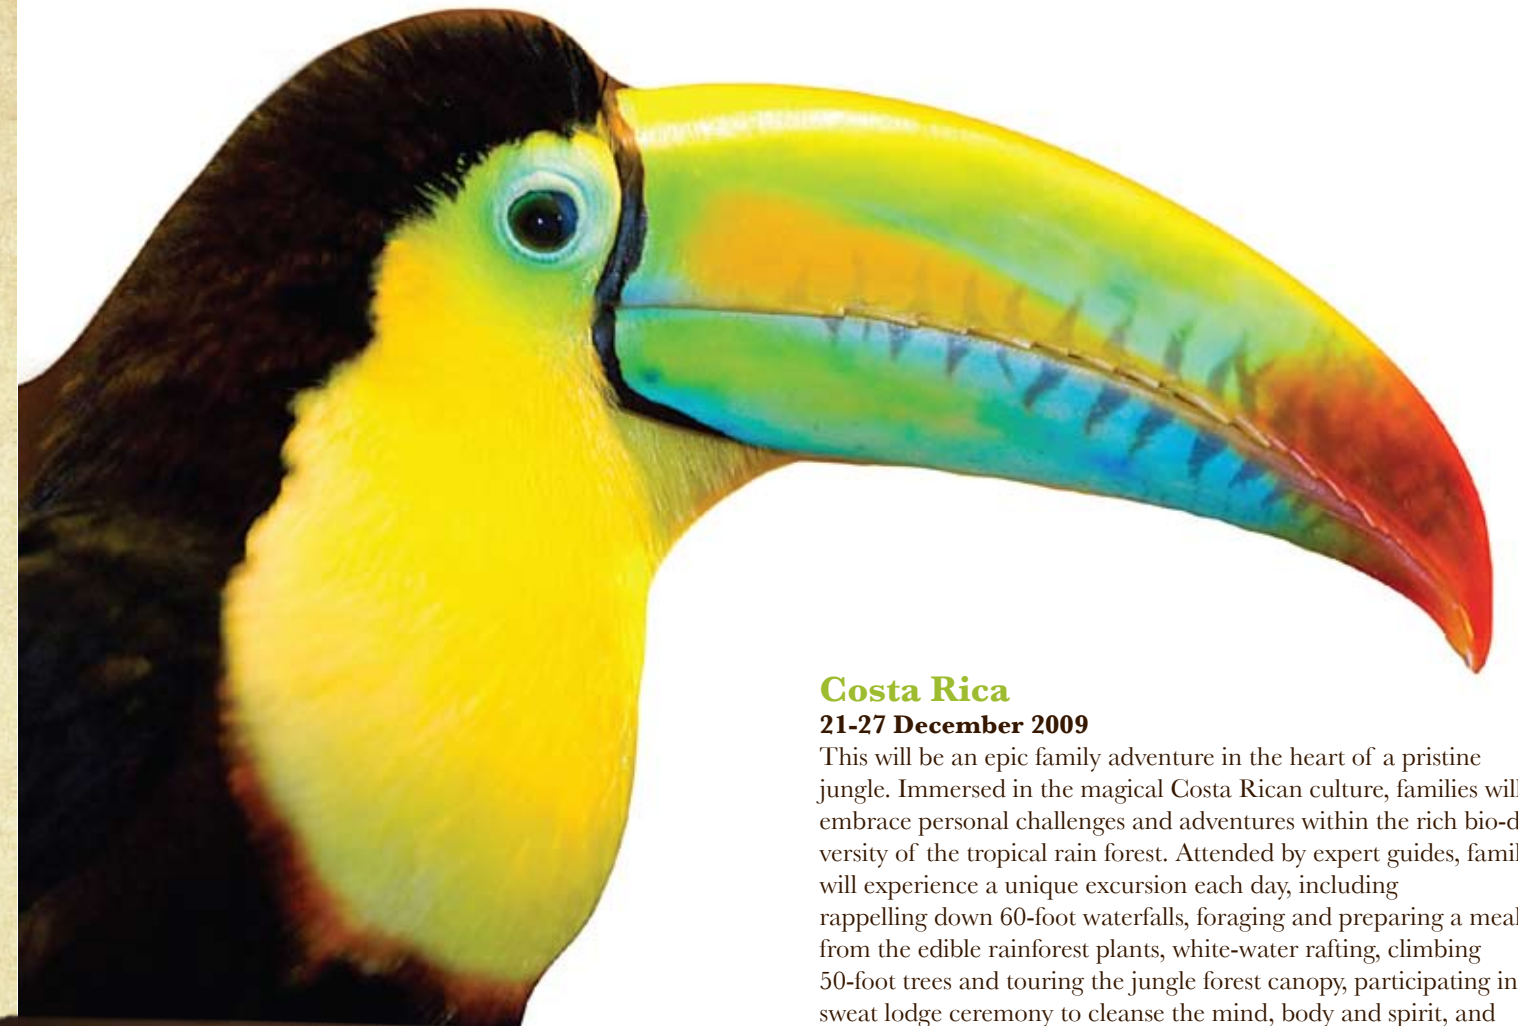 Costa Rica
21-27 December 2009
This will be an epic family adventure in the heart of a pristine
jungle. Immersed in the magical Costa Rican culture, families will
embrace personal challenges and adventures within the rich bio-d
versity of the tropical rain forest. Attended by expert guides, famil
will experience a unique excursion each day, including
rappelling down 60-foot waterfalls, foraging and preparing a meal
from the edible rainforest plants, white-water rafting, climbing
50-foot trees and touring the jungle forest canopy, participating in
sweat lodge ceremony to cleanse the mind, body and spirit, and